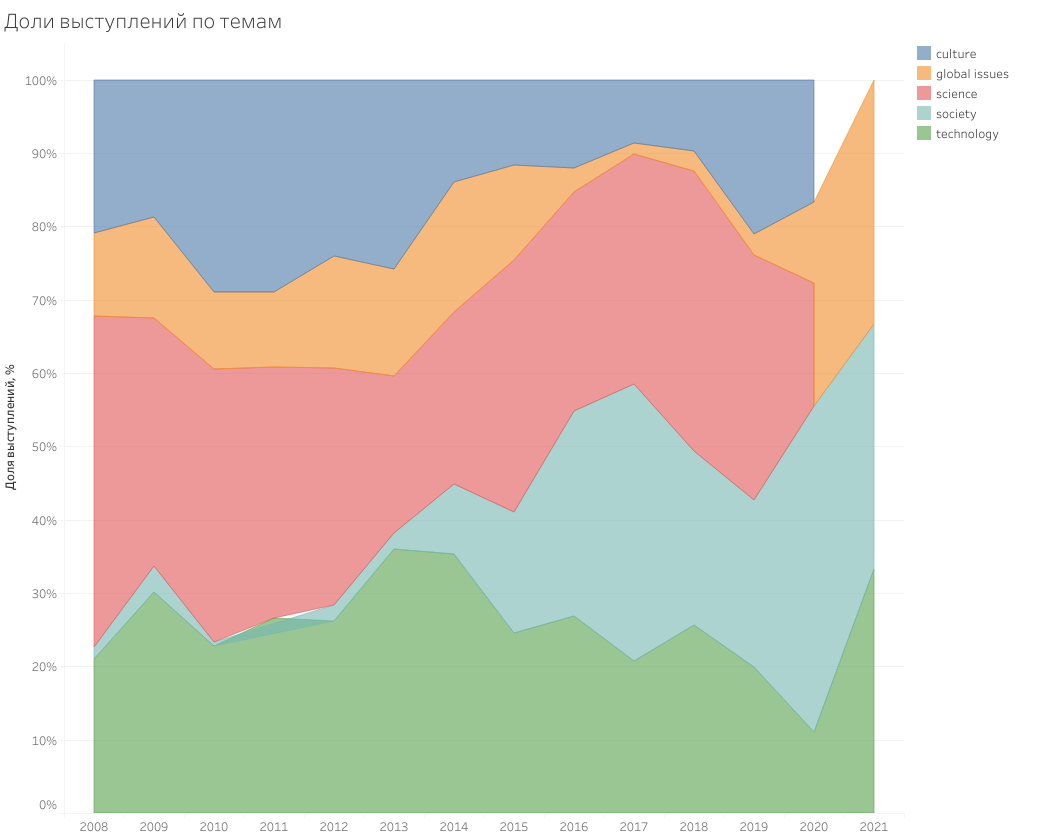 Доли выступлений по темам
culture
global issues
science
society
technology
Доля выступлений, %
100%
90%
80%
70%
60%
50%
40%
30%
20%
10%
0%
2008 2009 2010 2011 2012 2013 2014 2015 2016 2017 2018 2019 2020 2021